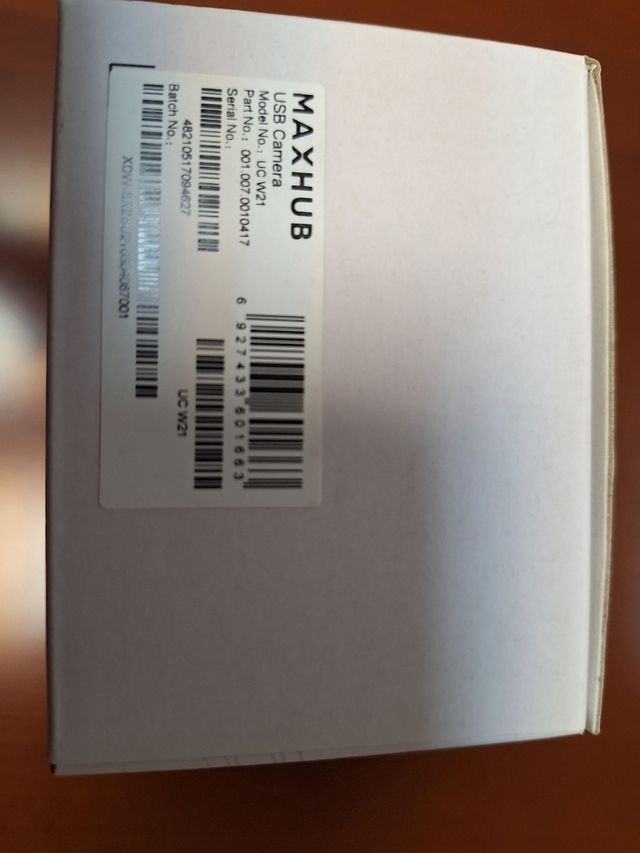 MAXHUB
USB Camera
Model No.: UC W21
Part No.: 001.007.0010417
Serial No.:
48210517094627
Batch No.:
6 927433 601663
UC W21